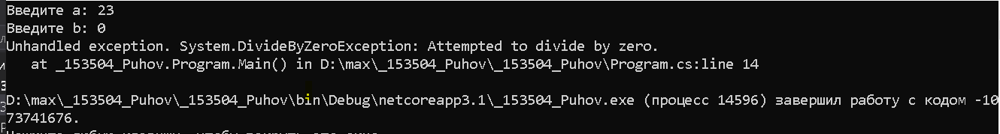 Введите a: 23
Введите b: 0
Unhandled exception. System.DivideByZeroException: Attempted to divide by zero.
   at _153504_Puhov.Program.Main() in D:\max\_153504_Puhov\_153504_Puhov\Program.cs:line 14
D:\max\_153504_Puhov\_153504_Puhov\bin\Debug\netcoreapp3.1\_153504_Puhov.exe (процесс 14596) завершил работу с кодом -10
73741676.